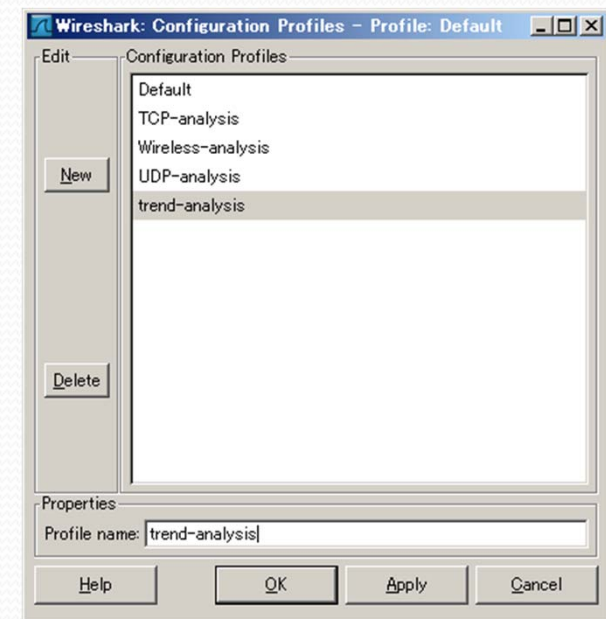 Wireshark: Configuration Profiles - Profile: Default
Edit
Configuration Profiles
Default
TCP-analysis
Wireless-analysis
UDP-analysis
trend-analysis
New
Delete
Properties
Profile name: trend-analysis
Help
OK
Apply
Cancel